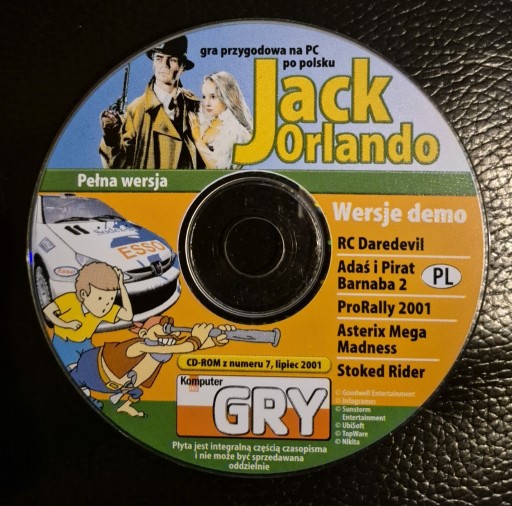 gra przygodowa na PC
po polsku
Jack
Orlando
Pełna wersja
Wersje demo
RC Daredevil
Adaś i Pirat
Barnaba 2
PL
ProRally 2001
Asterix Mega
Madness
Stoked Rider
ESSO
Esso
CD-ROM z numeru 7, lipiec 2001
Komputer
GRY
© Goodwell Entertainment
© Infogrames
© Sunstorm
Entertainment
© UbiSoft
© TopWare
© Nikita
Płyta jest integralną częścią czasopisma
i nie może być sprzedawana
oddzielnie